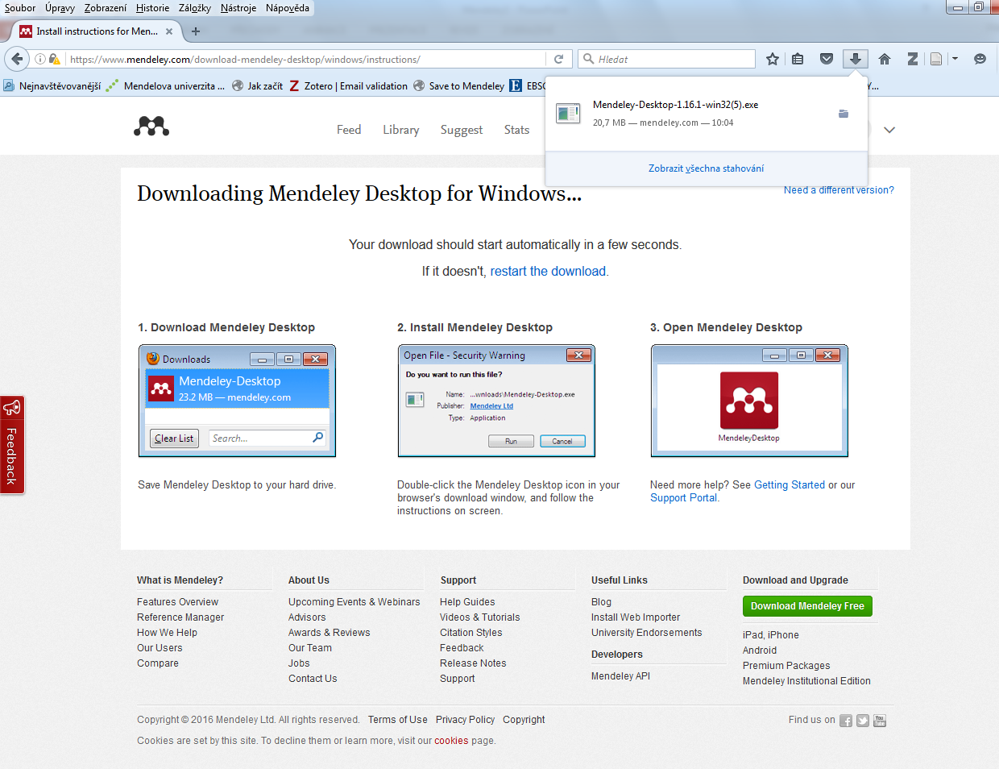 Soubor Úpravy Zobrazení Historie Záložky Nástroje Nápověda
Install instructions for Men...
https://www.mendeley.com/download-mendeley-desktop/windows/instructions/
Hledat
Nejnavštěvovanější Mendelova univerzita ... Jak začít Zotero | Email validation Save to Mendeley EBSC
Y...
Mendeley-Desktop-1.16.1-win32(5).exe
20,7 MB — mendeley.com — 10:04
Zobrazit všechna stahování
Feed Library Suggest Stats
Downloading Mendeley Desktop for Windows...
Need a different version?
Your download should start automatically in a few seconds.
If it doesn't, restart the download.
1. Download Mendeley Desktop
Downloads
Mendeley-Desktop
23.2 MB — mendeley.com
Clear List Search...
Save Mendeley Desktop to your hard drive.
2. Install Mendeley Desktop
Open File - Security Warning
Do you want to run this file?
Name: ...wnloads\Mendeley-Desktop.exe
Publisher: Mendeley Ltd
Type: Application
Run Cancel
Double-click the Mendeley Desktop icon in your
browser's download window, and follow the
instructions on screen.
3. Open Mendeley Desktop
MendeleyDesktop
Need more help? See Getting Started or our
Support Portal.
Feedback
What is Mendeley?
Features Overview
Reference Manager
How We Help
Our Users
Compare
About Us
Upcoming Events & Webinars
Advisors
Awards & Reviews
Our Team
Jobs
Contact Us
Support
Help Guides
Videos & Tutorials
Citation Styles
Feedback
Release Notes
Support
Useful Links
Blog
Install Web Importer
University Endorsements
Developers
Mendeley API
Download and Upgrade
Download Mendeley Free
iPad, iPhone
Android
Premium Packages
Mendeley Institutional Edition
Copyright © 2016 Mendeley Ltd. All rights reserved. Terms of Use Privacy Policy Copyright
Find us on
You Tube
Cookies are set by this site. To decline them or learn more, visit our cookies page.